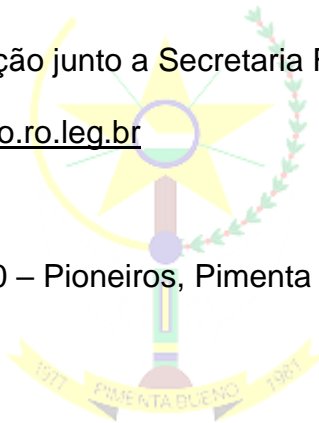 ção junto a Secretaria
o.ro.leg.br
0 – Pioneiros, Pimenta
1977 PIMENTA BUENO 1981